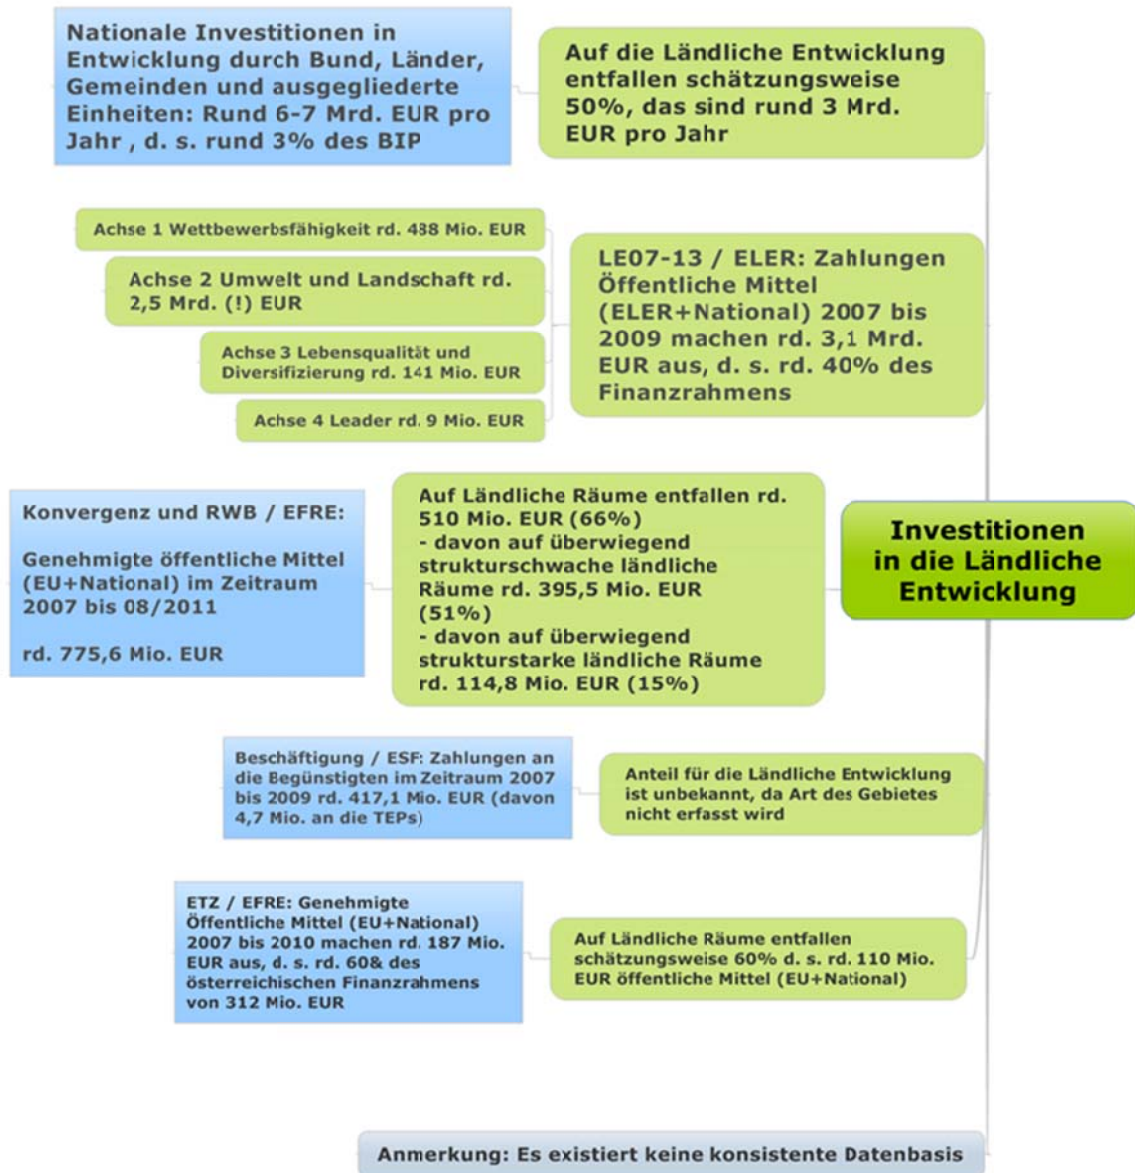 Nationale Investitionen in
Entwicklung durch Bund, Länder,
Gemeinden und ausgegliederte
Einheiten: Rund 6-7 Mrd. EUR pro
Jahr , d. s. rund 3% des BIP
Auf die Ländliche Entwicklung
entfallen schätzungsweise
50%, das sind rund 3 Mrd.
EUR pro Jahr
Achse 1 Wettbewerbsfähigkeit rd. 488 Mio. EUR
Achse 2 Umwelt und Landschaft rd.
2,5 Mrd. (!) EUR
Achse 3 Lebensqualität und
Diversifizierung rd. 141 Mio. EUR
Achse 4 Leader rd. 9 Mio. EUR
LE07-13 / ELER: Zahlungen
Öffentliche Mittel
(ELER+National) 2007 bis
2009 machen rd. 3,1 Mrd.
EUR aus, d. s. rd. 40% des
Finanzrahmens
Konvergenz und RWB / EFRE:
Genehmigte öffentliche Mittel
(EU+National) im Zeitraum
2007 bis 08/2011
rd. 775,6 Mio. EUR
Auf Ländliche Räume entfallen rd.
510 Mio. EUR (66%)
- davon auf überwiegend
strukturschwache ländliche
Räume rd. 395,5 Mio. EUR
(51%)
- davon auf überwiegend
strukturstarke ländliche Räume
rd. 114,8 Mio. EUR (15%)
Investitionen
in die Ländliche
Entwicklung
Beschäftigung / ESF: Zahlungen an
die Begünstigten im Zeitraum 2007
bis 2009 rd. 417,1 Mio. EUR (davon
4,7 Mio. an die TEPs)
Anteil für die Ländliche Entwicklung
ist unbekannt, da Art des Gebietes
nicht erfasst wird
ETZ / EFRE: Genehmigte
Öffentliche Mittel (EU+National)
2007 bis 2010 machen rd. 187 Mio.
EUR aus, d. s. rd. 60& des
österreichischen Finanzrahmens
von 312 Mio. EUR
Auf Ländliche Räume entfallen
schätzungsweise 60% d. s. rd. 110 Mio.
EUR öffentliche Mittel (EU+National)
Anmerkung: Es existiert keine konsistente Datenbasis